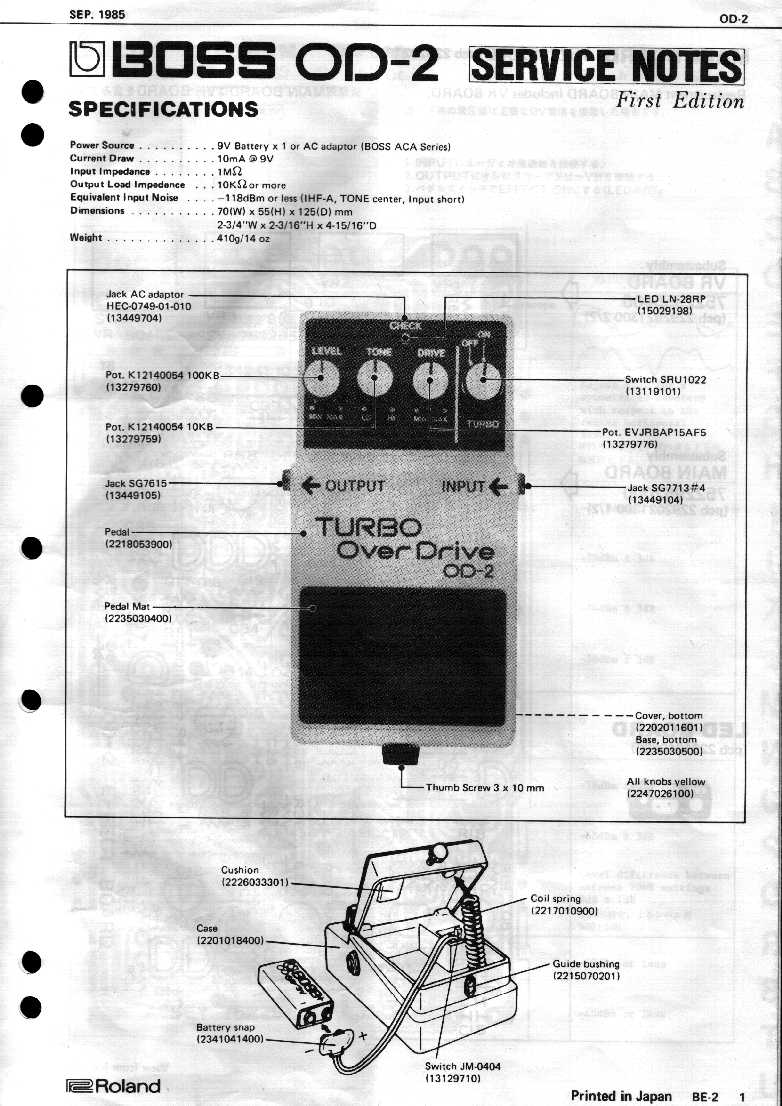 SEP. 1985
OD-2
BOSS OD-2 SERVICE NOTES
First Edition
SPECIFICATIONS
Power Source . . . . . . . . . . 9V Battery x 1 or AC adaptor (BOSS ACA Series)
Current Draw . . . . . . . . . . 10mA @ 9V
Input Impedance . . . . . . . . 1MΩ
Output Load Impedance . . . 10KΩ or more
Equivalent Input Noise . . . . −118dBm or less (IHF-A, TONE center, Input short)
Dimensions . . . . . . . . . . . 70(W) x 55(H) x 125(D) mm
2-3/4"W x 2-3/16"H x 4-15/16"D
Weight . . . . . . . . . . . . . . 410g/14 oz
Jack AC adaptor
HEC-0749-01-010
(13449704)
LED LN-28RP
(15029198)
CHECK
LEVEL TONE DRIVE
OFF ON
TURBO
Pot. K12140054 100KB
(13279760)
Switch SRU1022
(13119101)
Pot. K12140054 10KB
(13279759)
Pot. EVJRBAP15AF5
(13279776)
Jack SG7615
(13449105)
OUTPUT INPUT
Jack SG7713#4
(13449104)
Pedal
(2218053900)
TURBO
OverDrive
OD-2
Pedal Mat
(2235030400)
Cover, bottom
(2202011601)
Base, bottom
(2235030500)
Thumb Screw 3 x 10 mm
All knobs yellow
(2247026100)
Cushion
(2226033301)
Coil spring
(2217010900)
Case
(2201018400)
Guide bushing
(2215070201)
Battery snap
(2341041400)
− +
Switch JM-0404
(13129710)
Roland
Printed in Japan BE-2 1